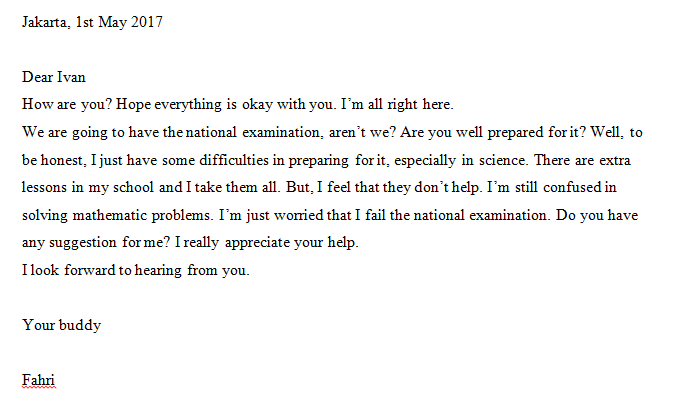 Jakarta, 1st May 2017
Dear Ivan
How are you? Hope everything is okay with you. I’m all right here.
We are going to have the national examination, aren’t we? Are you well prepared for it? Well, to
be honest, I just have some difficulties in preparing for it, especially in science. There are extra
lessons in my school and I take them all. But, I feel that they don’t help. I’m still confused in
solving mathematic problems. I’m just worried that I fail the national examination. Do you have
any suggestion for me? I really appreciate your help.
I look forward to hearing from you.
Your buddy
Fahri